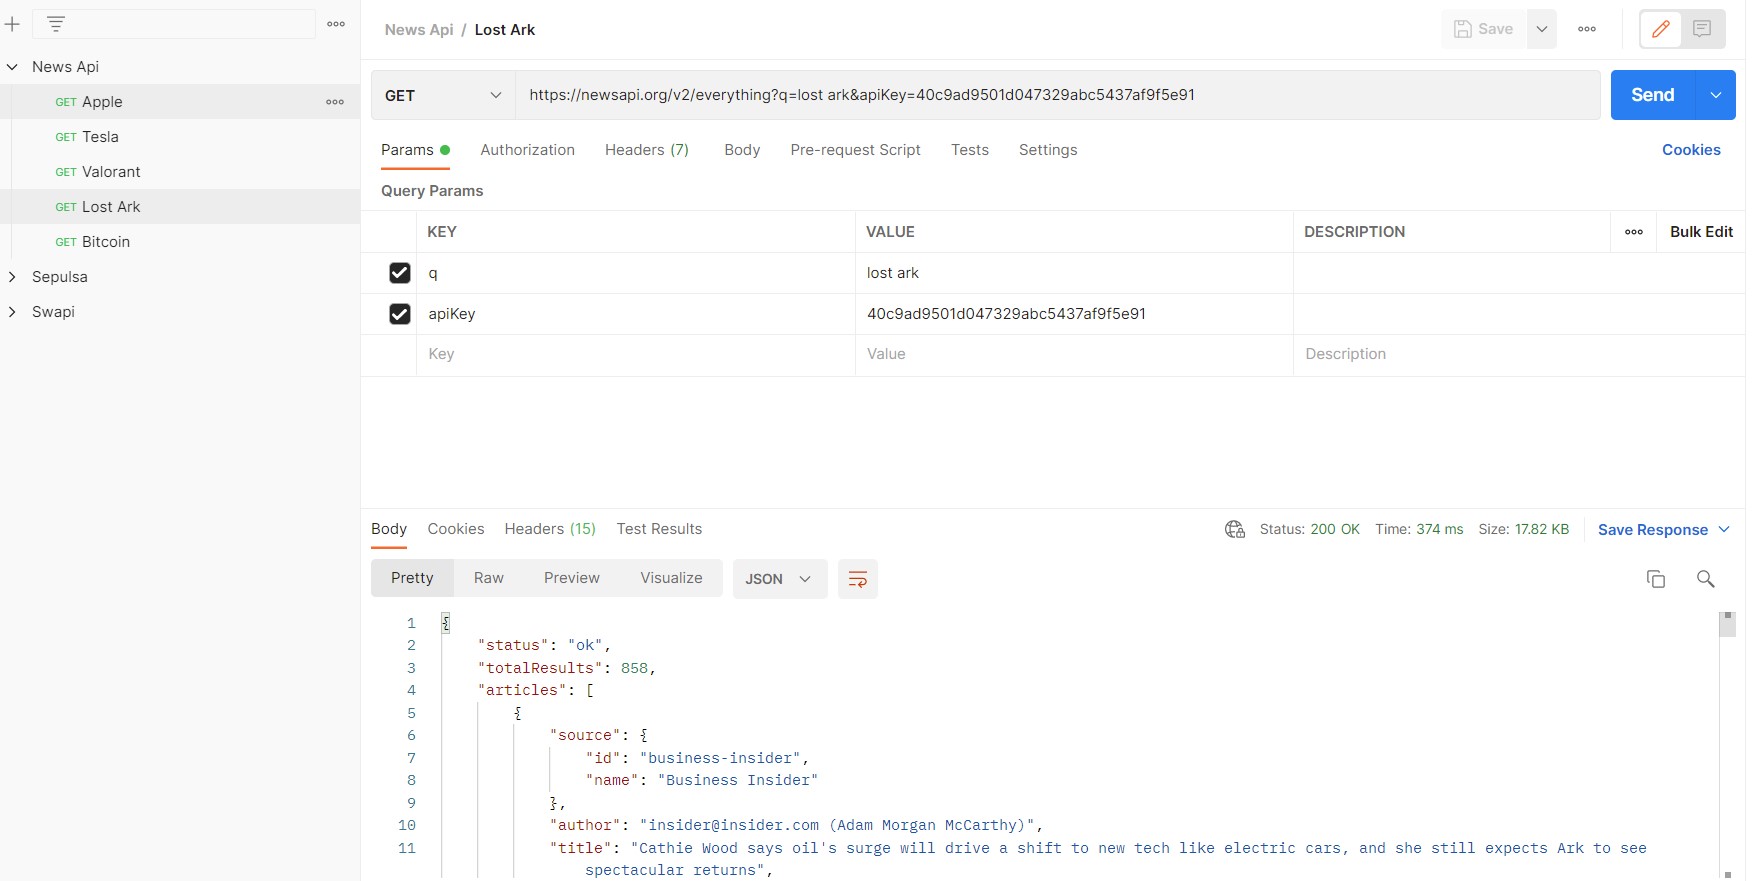 News Api / Lost Ark
Save
News Api
GET Apple
GET Tesla
GET Valorant
GET Lost Ark
GET Bitcoin
Sepulsa
Swapi
GET
https://newsapi.org/v2/everything?q=lost ark&apiKey=40c9ad9501d047329abc5437af9f5e91
Send
Params Authorization Headers (7) Body Pre-request Script Tests Settings Cookies
Query Params
KEY VALUE DESCRIPTION Bulk Edit
q lost ark
apiKey 40c9ad9501d047329abc5437af9f5e91
Key Value Description
Body Cookies Headers (15) Test Results Status: 200 OK Time: 374 ms Size: 17.82 KB Save Response
Pretty Raw Preview Visualize JSON
1 {
2 "status": "ok",
3 "totalResults": 858,
4 "articles": [
5 {
6 "source": {
7 "id": "business-insider",
8 "name": "Business Insider"
9 },
10 "author": "insider@insider.com (Adam Morgan McCarthy)",
11 "title": "Cathie Wood says oil's surge will drive a shift to new tech like electric cars, and she still expects Ark to see
spectacular returns",